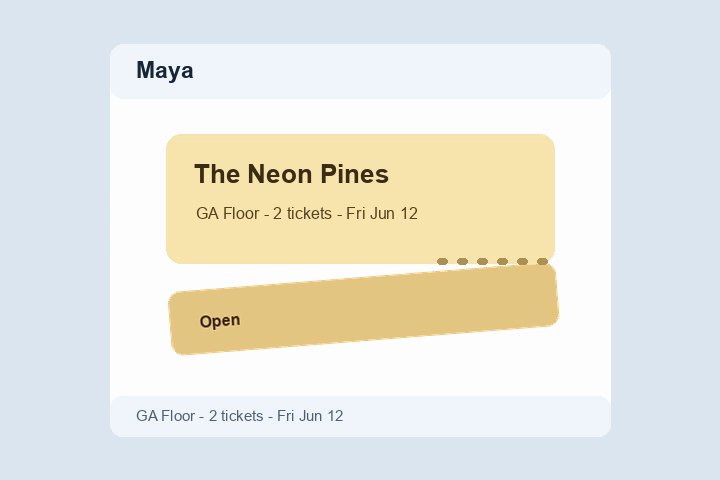 Maya
The Neon Pines
GA Floor - 2 tickets - Fri Jun 12
Open
GA Floor - 2 tickets - Fri Jun 12